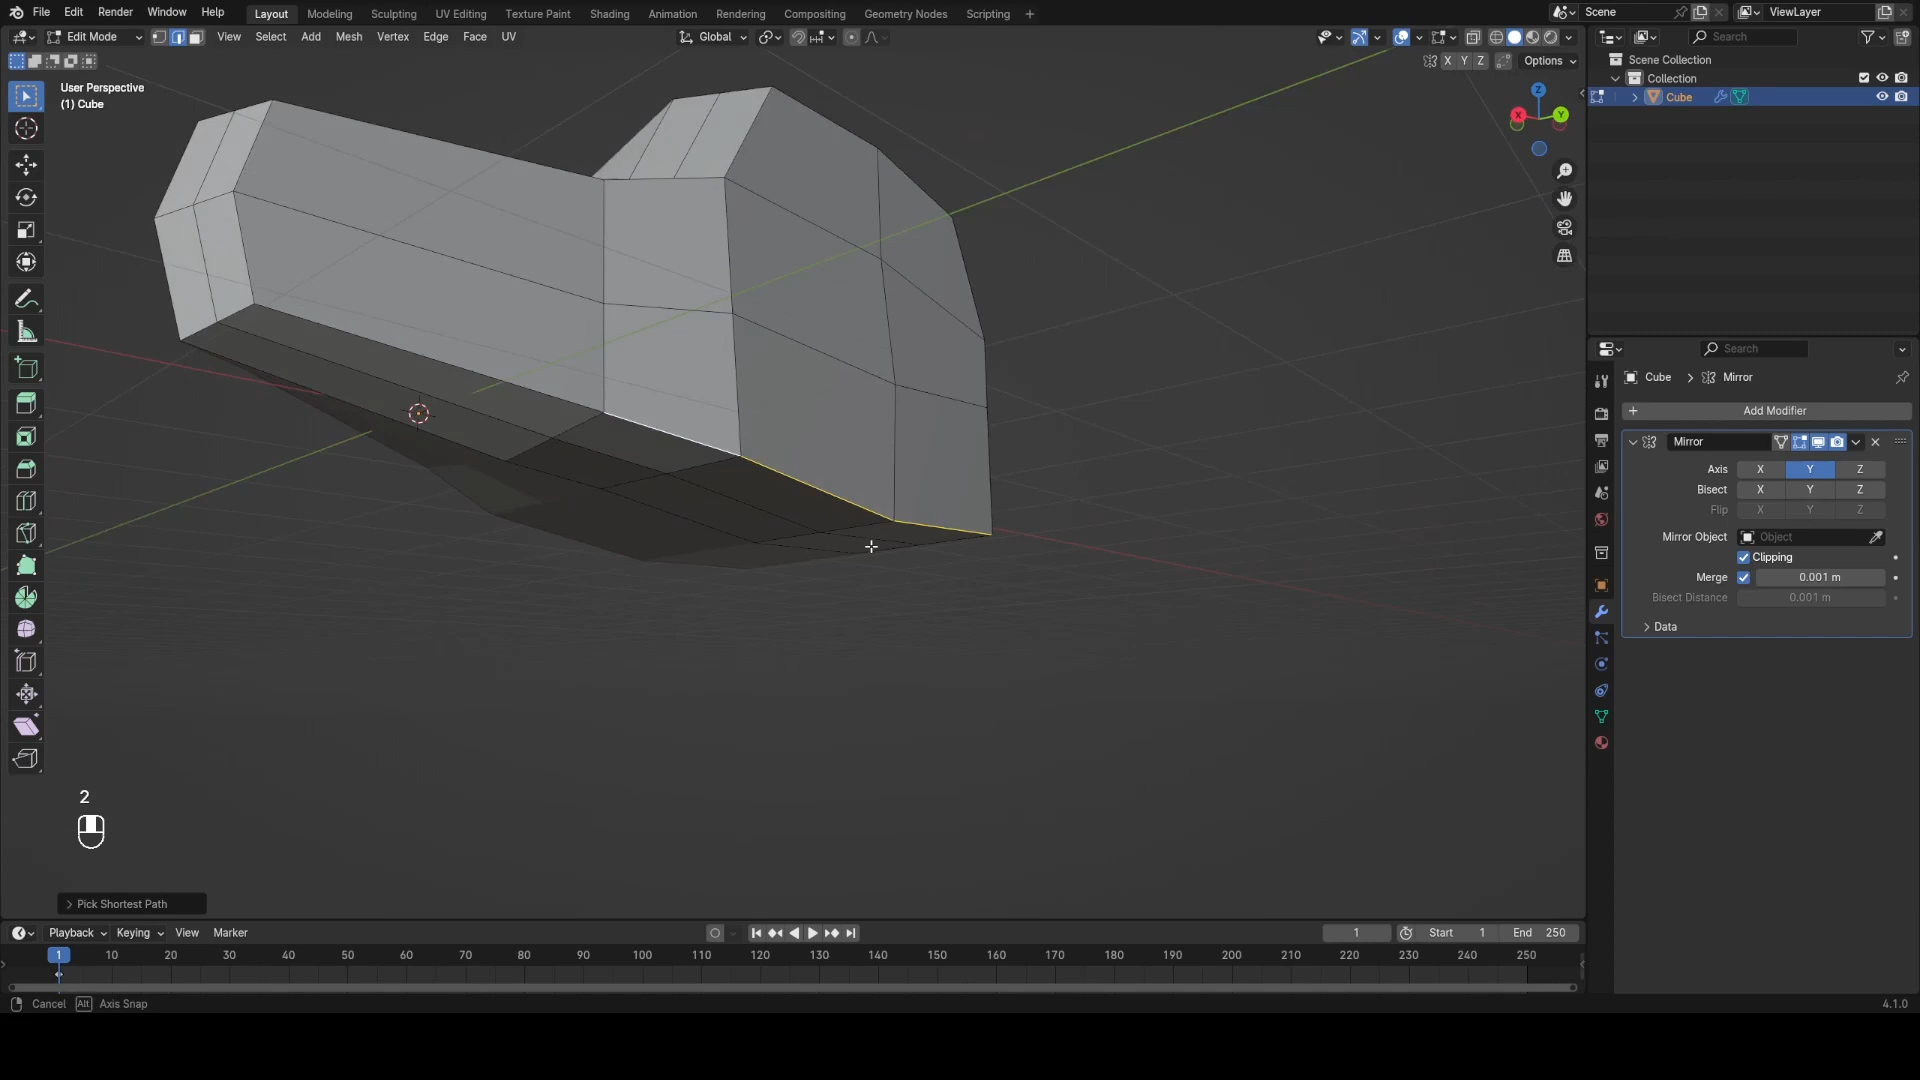 File Edit Render Window Help Layout Modeling Sculpting UV Editing Texture Paint Shading Animation Rendering Compositing Geometry Nodes Scripting + Scene ViewLayer
Edit Mode View Select Add Mesh Vertex Edge Face UV Global Search
X Y Z Options
User Perspective
(1) Cube
Scene Collection
Collection
Cube
Z
X
Y
Search
Cube > Mirror
+ Add Modifier
Mirror
Axis X Y Z
Bisect X Y Z
Flip X Y Z
Mirror Object Object
Clipping
Merge 0.001 m
Bisect Distance 0.001 m
> Data
2
> Pick Shortest Path
Playback Keying View Marker 1 Start 1 End 250
1 10 20 30 40 50 60 70 80 90 100 110 120 130 140 150 160 170 180 190 200 210 220 230 240 250
Cancel Alt Axis Snap 4.1.0